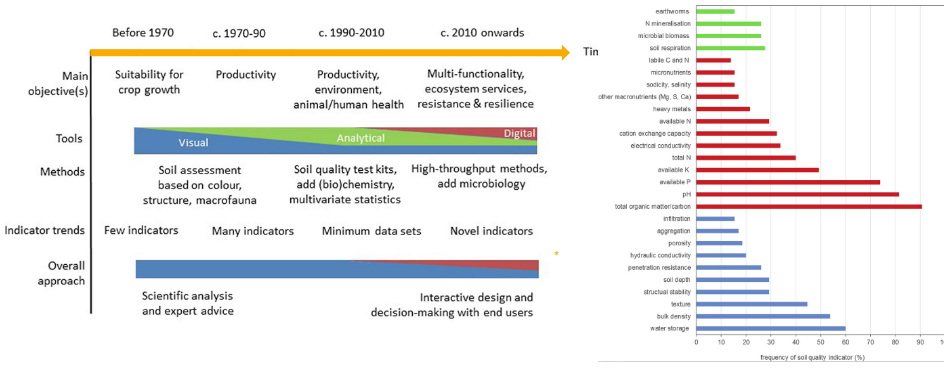 Before 1970
c. 1970-90
c. 1990-2010
c. 2010 onwards
Tin
Main
objective(s)
Suitability for
crop growth
Productivity
Productivity,
environment,
animal/human health
Multi-functionality,
ecosystem services,
resistance & resilience
Tools
Visual
Analytical
Digital
Methods
Soil assessment
based on colour,
structure, macrofauna
Soil quality test kits,
add (bio)chemistry,
multivariate statistics
High-throughput methods,
add microbiology
Indicator trends
Few indicators
Many indicators
Minimum data sets
Novel indicators
Overall
approach
Scientific analysis
and expert advice
Interactive design and
decision-making with end users
earthworms
N mineralisation
microbial biomass
soil respiration
labile C and N
micronutrients
sodicity, salinity
other macronutrients (Mg, S, Ca)
heavy metals
available N
cation exchange capacity
electrical conductivity
total N
available K
available P
pH
total organic matter/carbon
infiltration
aggregation
porosity
hydraulic conductivity
penetration resistance
soil depth
structual stability
texture
bulk density
water storage
0 10 20 30 40 50 60 70 80 90
frequency of soil quality indicator (%)